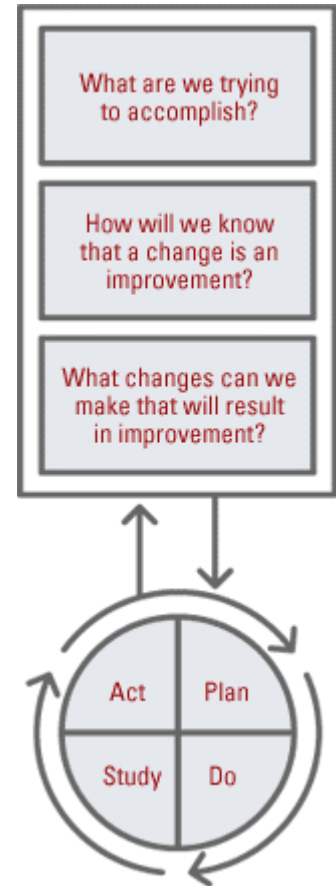 What are we trying
to accomplish?
How will we know
that a change is an
improvement?
What changes can we
make that will result
in improvement?
Act
Plan
Study
Do